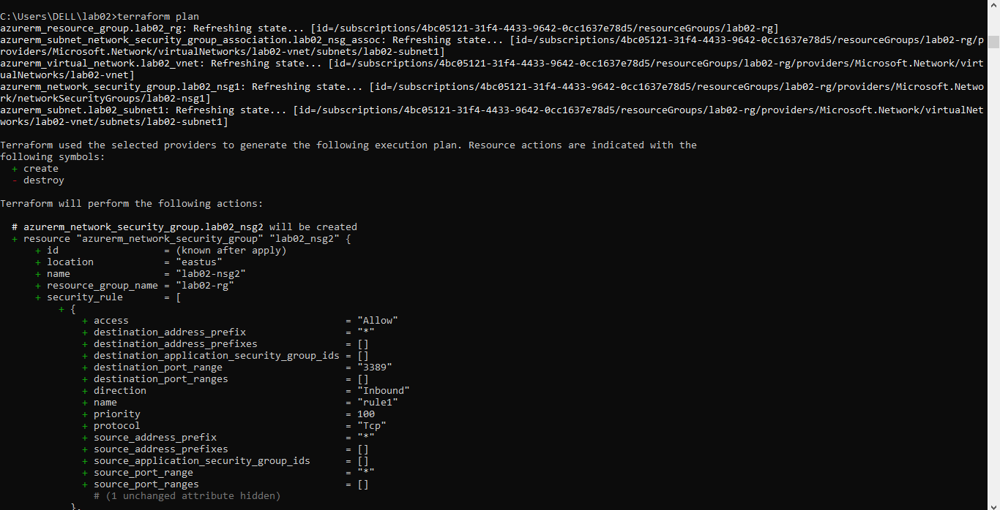 C:\Users\DELL\lab02>terraform plan
azurerm_resource_group.lab02_rg: Refreshing state... [id=/subscriptions/4bc05121-31f4-4433-9642-0cc1637e78d5/resourceGroups/lab02-rg]
azurerm_subnet_network_security_group_association.lab02_nsg_assoc: Refreshing state... [id=/subscriptions/4bc05121-31f4-4433-9642-0cc1637e78d5/resourceGroups/lab02-rg/p
roviders/Microsoft.Network/virtualNetworks/lab02-vnet/subnets/lab02-subnet1]
azurerm_virtual_network.lab02_vnet: Refreshing state... [id=/subscriptions/4bc05121-31f4-4433-9642-0cc1637e78d5/resourceGroups/lab02-rg/providers/Microsoft.Network/virt
ualNetworks/lab02-vnet]
azurerm_network_security_group.lab02_nsg1: Refreshing state... [id=/subscriptions/4bc05121-31f4-4433-9642-0cc1637e78d5/resourceGroups/lab02-rg/providers/Microsoft.Netwo
rk/networkSecurityGroups/lab02-nsg1]
azurerm_subnet.lab02_subnet1: Refreshing state... [id=/subscriptions/4bc05121-31f4-4433-9642-0cc1637e78d5/resourceGroups/lab02-rg/providers/Microsoft.Network/virtualNet
works/lab02-vnet/subnets/lab02-subnet1]

Terraform used the selected providers to generate the following execution plan. Resource actions are indicated with the
following symbols:
  + create
  - destroy

Terraform will perform the following actions:

  # azurerm_network_security_group.lab02_nsg2 will be created
  + resource "azurerm_network_security_group" "lab02_nsg2" {
      + id                  = (known after apply)
      + location            = "eastus"
      + name                = "lab02-nsg2"
      + resource_group_name = "lab02-rg"
      + security_rule       = [
          + {
              + access                                     = "Allow"
              + destination_address_prefix                 = "*"
              + destination_address_prefixes               = []
              + destination_application_security_group_ids = []
              + destination_port_range                     = "3389"
              + destination_port_ranges                    = []
              + direction                                  = "Inbound"
              + name                                       = "rule1"
              + priority                                   = 100
              + protocol                                   = "Tcp"
              + source_address_prefix                      = "*"
              + source_address_prefixes                    = []
              + source_application_security_group_ids      = []
              + source_port_range                          = "*"
              + source_port_ranges                         = []
                # (1 unchanged attribute hidden)
            },